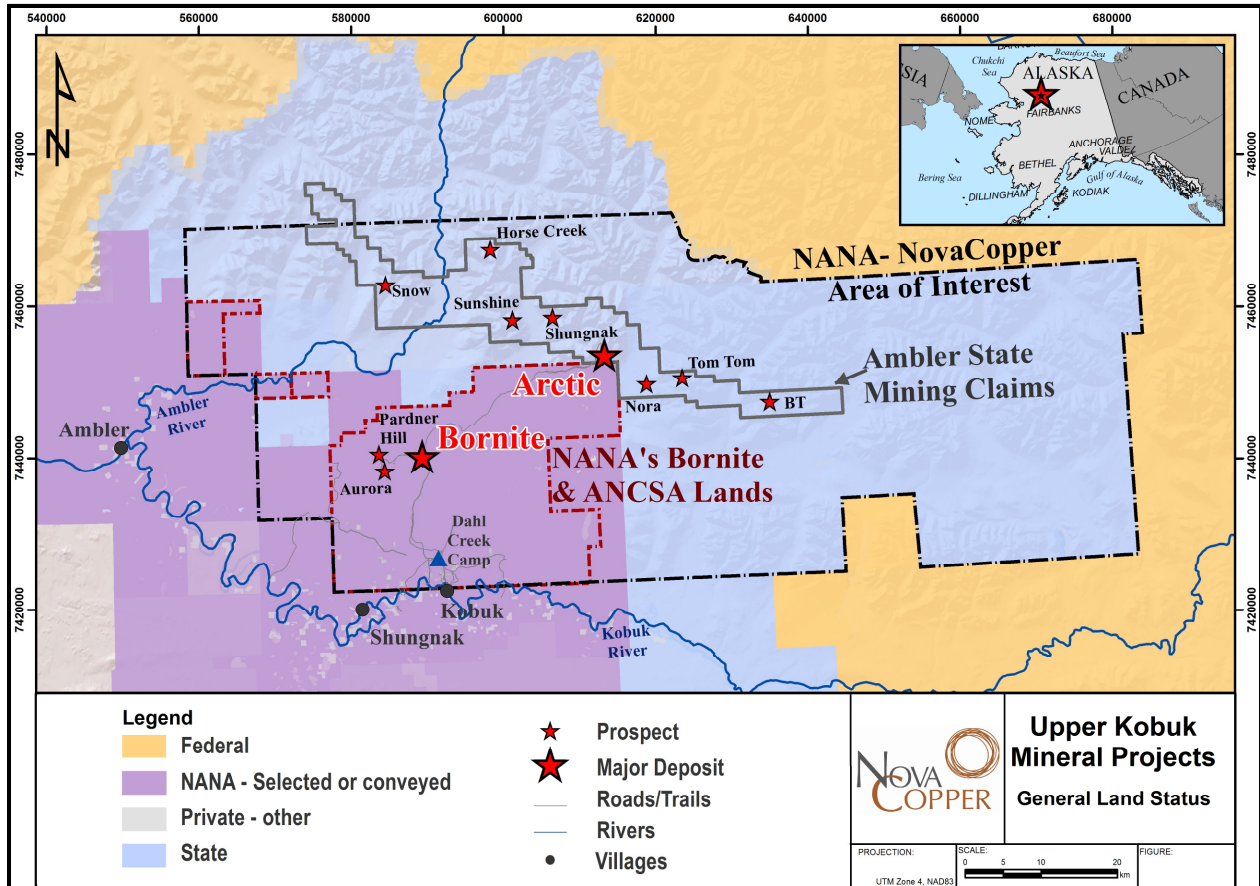 540000
560000
580000
600000
620000
640000
660000
680000
7480000
7460000
7440000
7420000
7480000
7460000
7440000
7420000
N
Beaufort Sea
Chukchi
Sea
ALASKA
CANADA
FAIRBANKS
NOME
ANCHORAGE
VALDEZ
BETHEL
Bering Sea
Gulf of Alaska
DILLINGHAM
KODIAK
Horse Creek
NANA- NovaCopper
Area of Interest
Snow
Sunshine
Shungnak
Tom Tom
Ambler State
Mining Claims
Arctic
Nora
BT
Ambler
River
Ambler
Pardner
Hill
Bornite
NANA's Bornite
& ANCSA Lands
Aurora
Dahl
Creek
Camp
Kobuk
Shungnak
Kobuk
River
Legend
Federal
NANA - Selected or conveyed
Private - other
State
Prospect
Major Deposit
Roads/Trails
Rivers
Villages
NOVA
COPPER
Upper Kobuk
Mineral Projects
General Land Status
PROJECTION:
UTM Zone 4, NAD83
SCALE:
0 5 10 20
km
FIGURE: